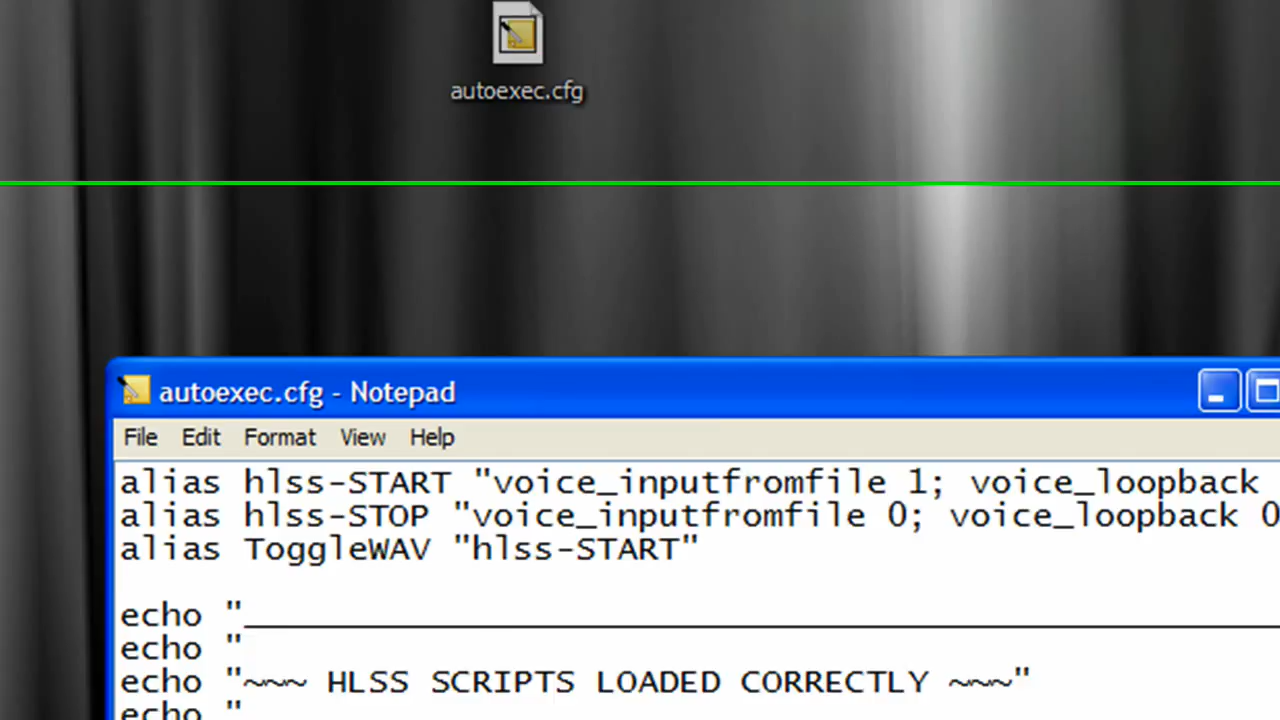 autoexec.cfg
autoexec.cfg - Notepad
File Edit Format View Help
alias hlss-START "voice_inputfromfile 1; voice_loopback
alias hlss-STOP "voice_inputfromfile 0; voice_loopback 0
alias ToggleWAV "hlss-START"
echo "__________________________________________________
echo "
echo "~~~ HLSS SCRIPTS LOADED CORRECTLY ~~~"
echo "